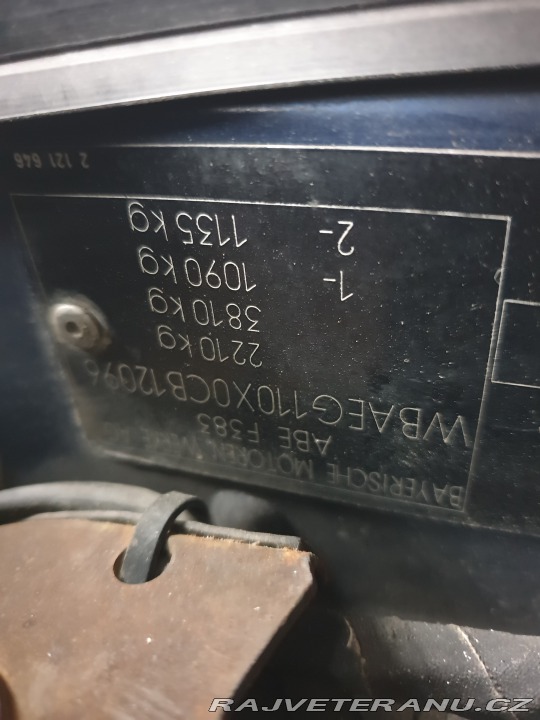 BAYERISCHE MOTOREN WERKE AG
ABE F383
WBAEG110X0CB12096
2210 kg
3810 kg
1- 1090 kg
2- 1135 kg
2 121 646
RAJVETERANU.CZ